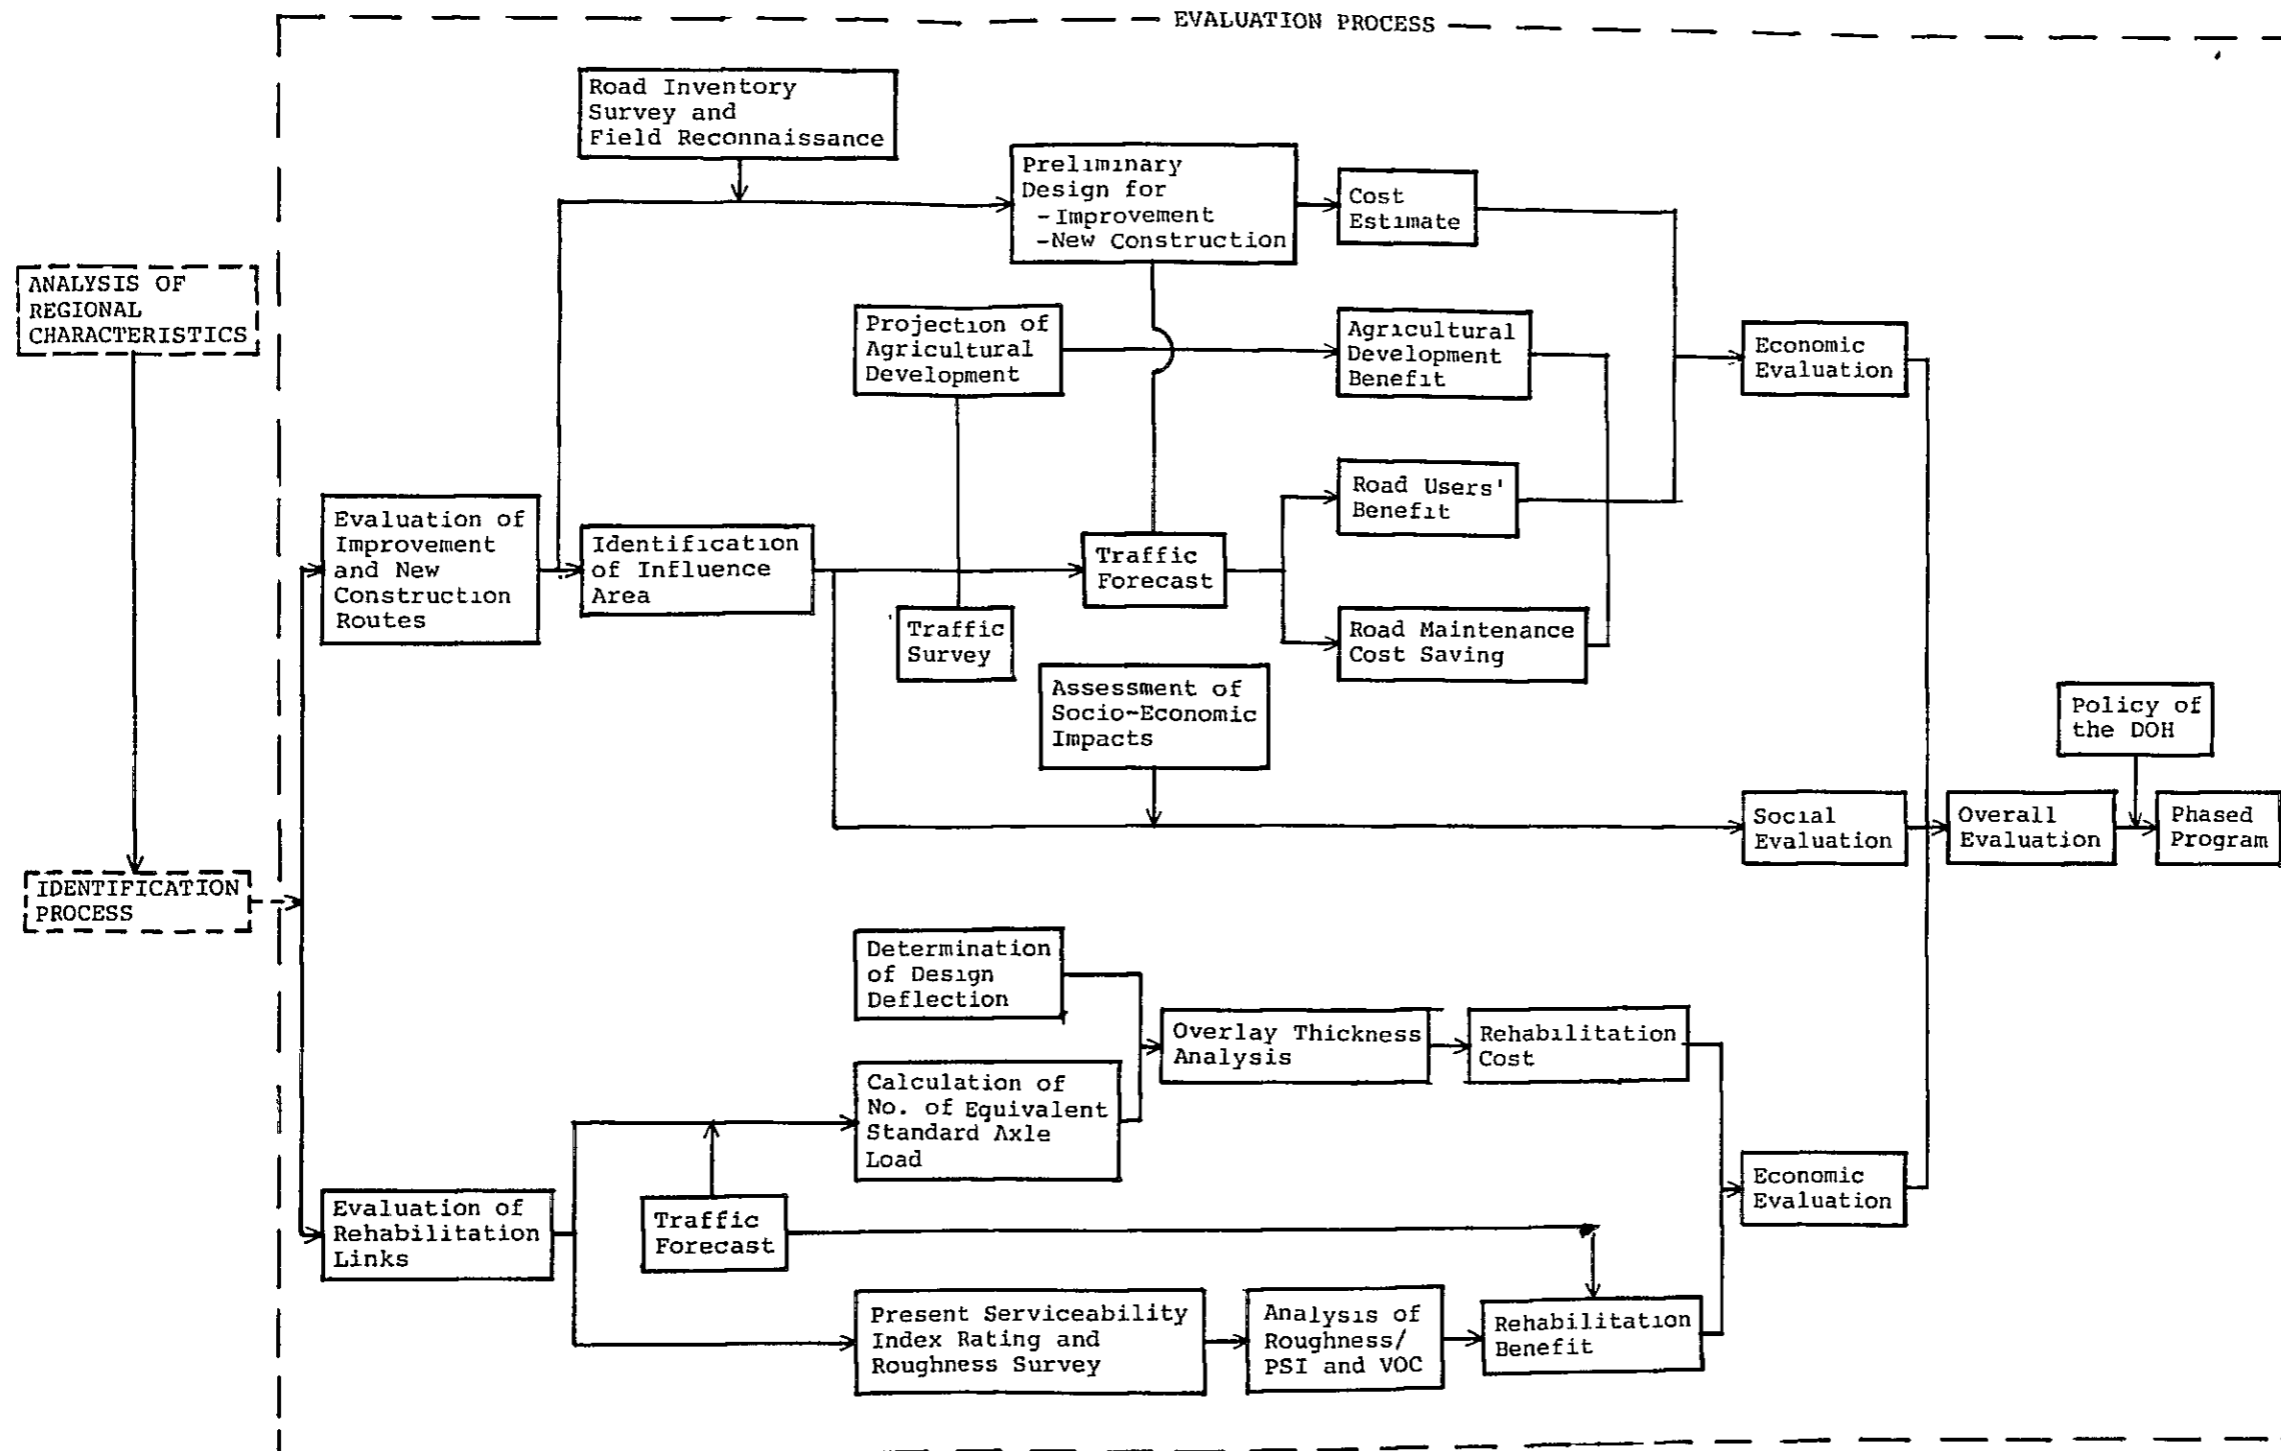 EVALUATION PROCESS
Road Inventory
Survey and
Field Reconnaissance
Preliminary
Design for
-Improvement
-New Construction
Cost
Estimate
ANALYSIS OF
REGIONAL
CHARACTERISTICS
Projection of
Agricultural
Development
Agricultural
Development
Benefit
Economic
Evaluation
Road Users'
Benefit
Evaluation of
Improvement
and New
Construction
Routes
Identification
of Influence
Area
Traffic
Forecast
Traffic
Survey
Road Maintenance
Cost Saving
Assessment of
Socio-Economic
Impacts
Policy of
the DOH
Social
Evaluation
Overall
Evaluation
Phased
Program
IDENTIFICATION
PROCESS
Determination
of Design
Deflection
Overlay Thickness
Analysis
Rehabilitation
Cost
Calculation of
No. of Equivalent
Standard Axle
Load
Economic
Evaluation
Evaluation of
Rehabilitation
Links
Traffic
Forecast
Present Serviceability
Index Rating and
Roughness Survey
Analysis of
Roughness/
PSI and VOC
Rehabilitation
Benefit